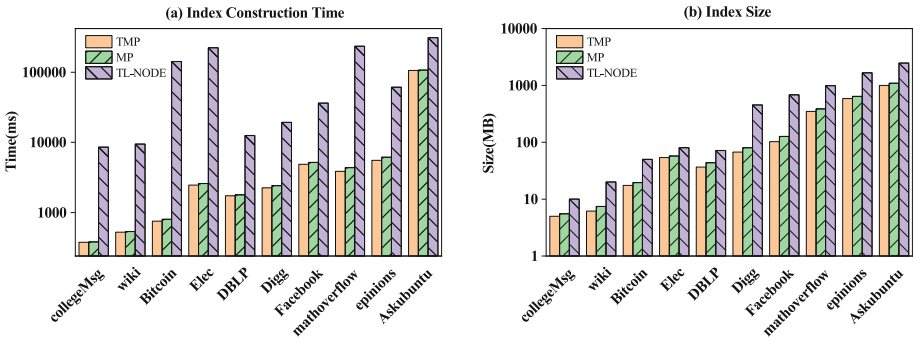 (a) Index Construction Time
TMP
MP
TL-NODE
100000
10000
1000
Time(ms)
collegeMsg
wiki
Bitcoin
Elec
DBLP
Digg
Facebook
mathoverflow
epinions
Askubuntu
(b) Index Size
TMP
MP
TL-NODE
10000
1000
100
10
1
Size(MB)
collegeMsg
wiki
Bitcoin
Elec
DBLP
Digg
Facebook
mathoverflow
epinions
Askubuntu